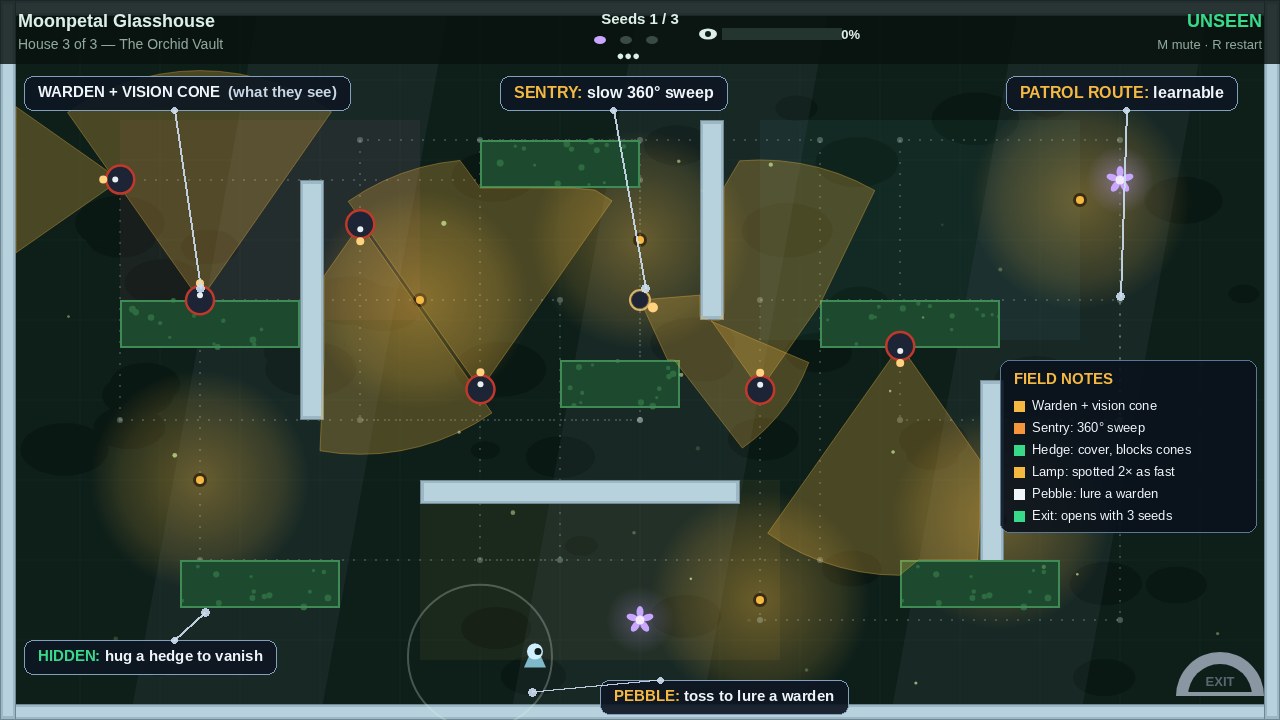 Moonpetal Glasshouse
House 3 of 3 — The Orchid Vault
Seeds 1 / 3
0%
UNSEEN
M mute · R restart
WARDEN + VISION CONE (what they see)
SENTRY: slow 360° sweep
PATROL ROUTE: learnable
FIELD NOTES
Warden + vision cone
Sentry: 360° sweep
Hedge: cover, blocks cones
Lamp: spotted 2× as fast
Pebble: lure a warden
Exit: opens with 3 seeds
HIDDEN: hug a hedge to vanish
PEBBLE: toss to lure a warden
EXIT